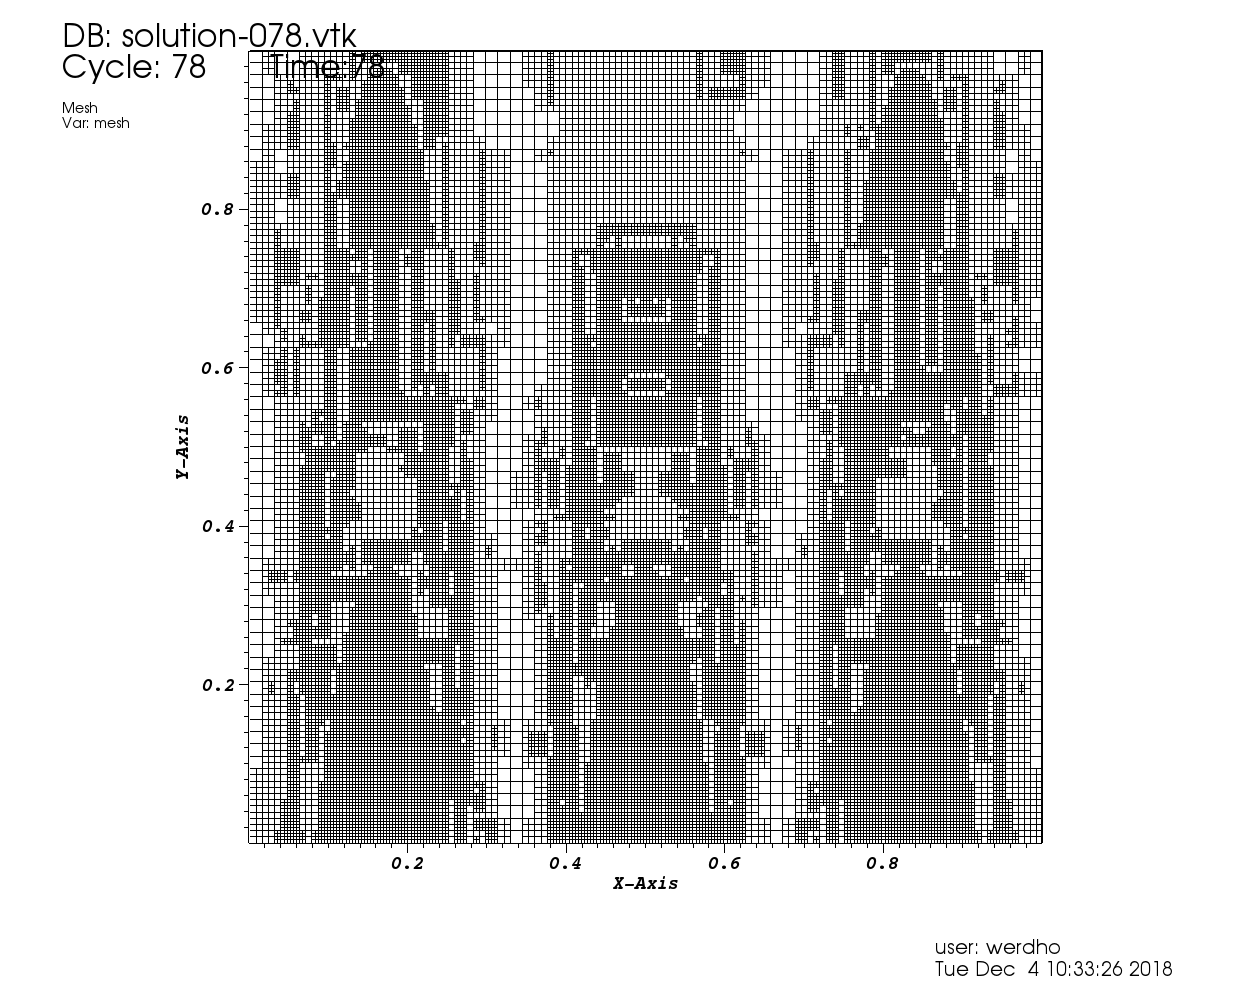 DB: solution-078.vtk
Cycle: 78 Time:78
Mesh
Var: mesh
0.8
0.6
Y-Axis
0.4
0.2
0.2 0.4 0.6 0.8
X-Axis
user: werdho
Tue Dec 4 10:33:26 2018